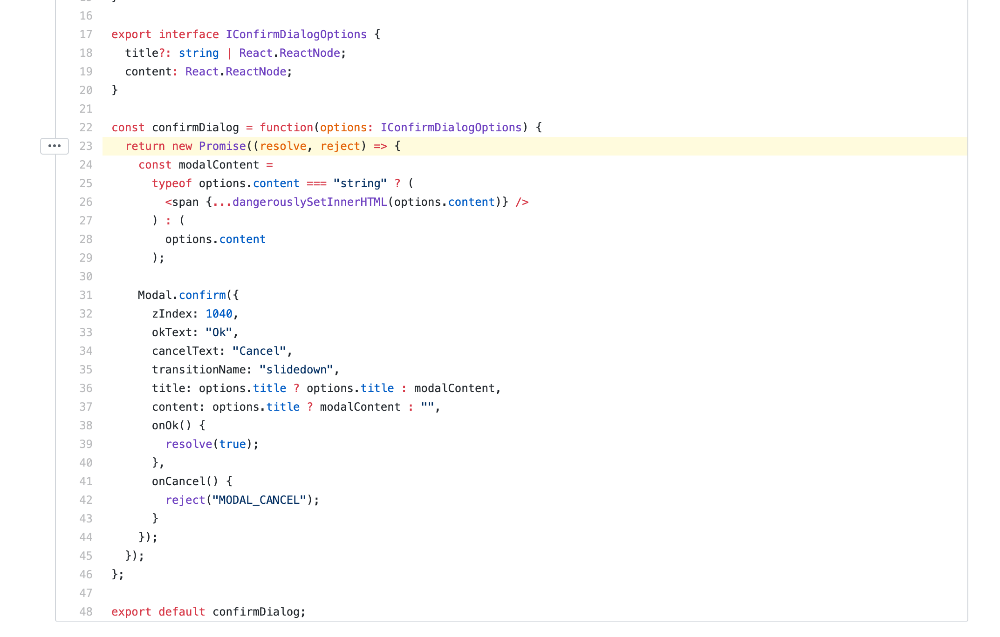 16
17 export interface IConfirmDialogOptions {
18   title?: string | React.ReactNode;
19   content: React.ReactNode;
20 }
21
22 const confirmDialog = function(options: IConfirmDialogOptions) {
23   return new Promise((resolve, reject) => {
24     const modalContent =
25       typeof options.content === "string" ? (
26         <span {...dangerouslySetInnerHTML(options.content)} />
27       ) : (
28         options.content
29       );
30
31     Modal.confirm({
32       zIndex: 1040,
33       okText: "Ok",
34       cancelText: "Cancel",
35       transitionName: "slidedown",
36       title: options.title ? options.title : modalContent,
37       content: options.title ? modalContent : "",
38       onOk() {
39         resolve(true);
40       },
41       onCancel() {
42         reject("MODAL_CANCEL");
43       }
44     });
45   });
46 };
47
48 export default confirmDialog;